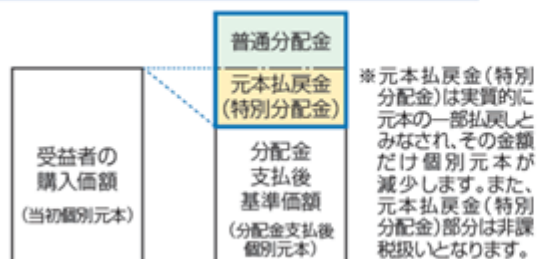 普通分配金
元本払戻金
(特別分配金)
受益者の
購入価額
(当初個別元本)
分配金
支払後
基準価額
(分配金支払後
個別元本)
※元本払戻金(特別
分配金)は実質的に
元本の一部払戻しと
みなされ、その金額
だけ個別元本が
減少します。また、
元本払戻金(特別
分配金)部分は非課
税扱いとなります。